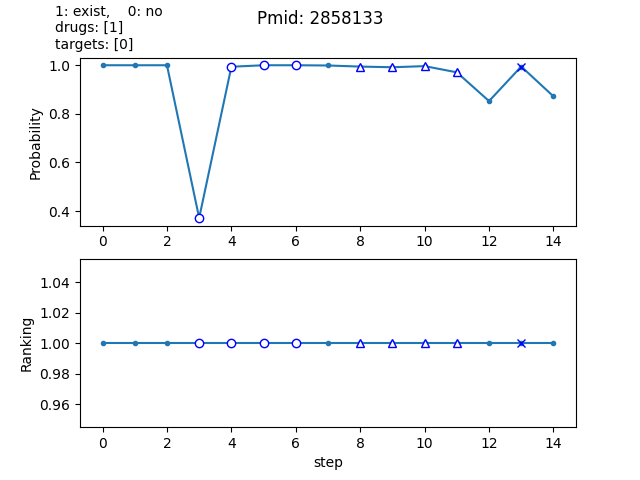 1: exist,    0: no
drugs: [1]
targets: [0]
Pmid: 2858133
1.0
0.8
0.6
0.4
Probability
0 2 4 6 8 10 12 14
1.04
1.02
1.00
0.98
0.96
Ranking
0 2 4 6 8 10 12 14
step